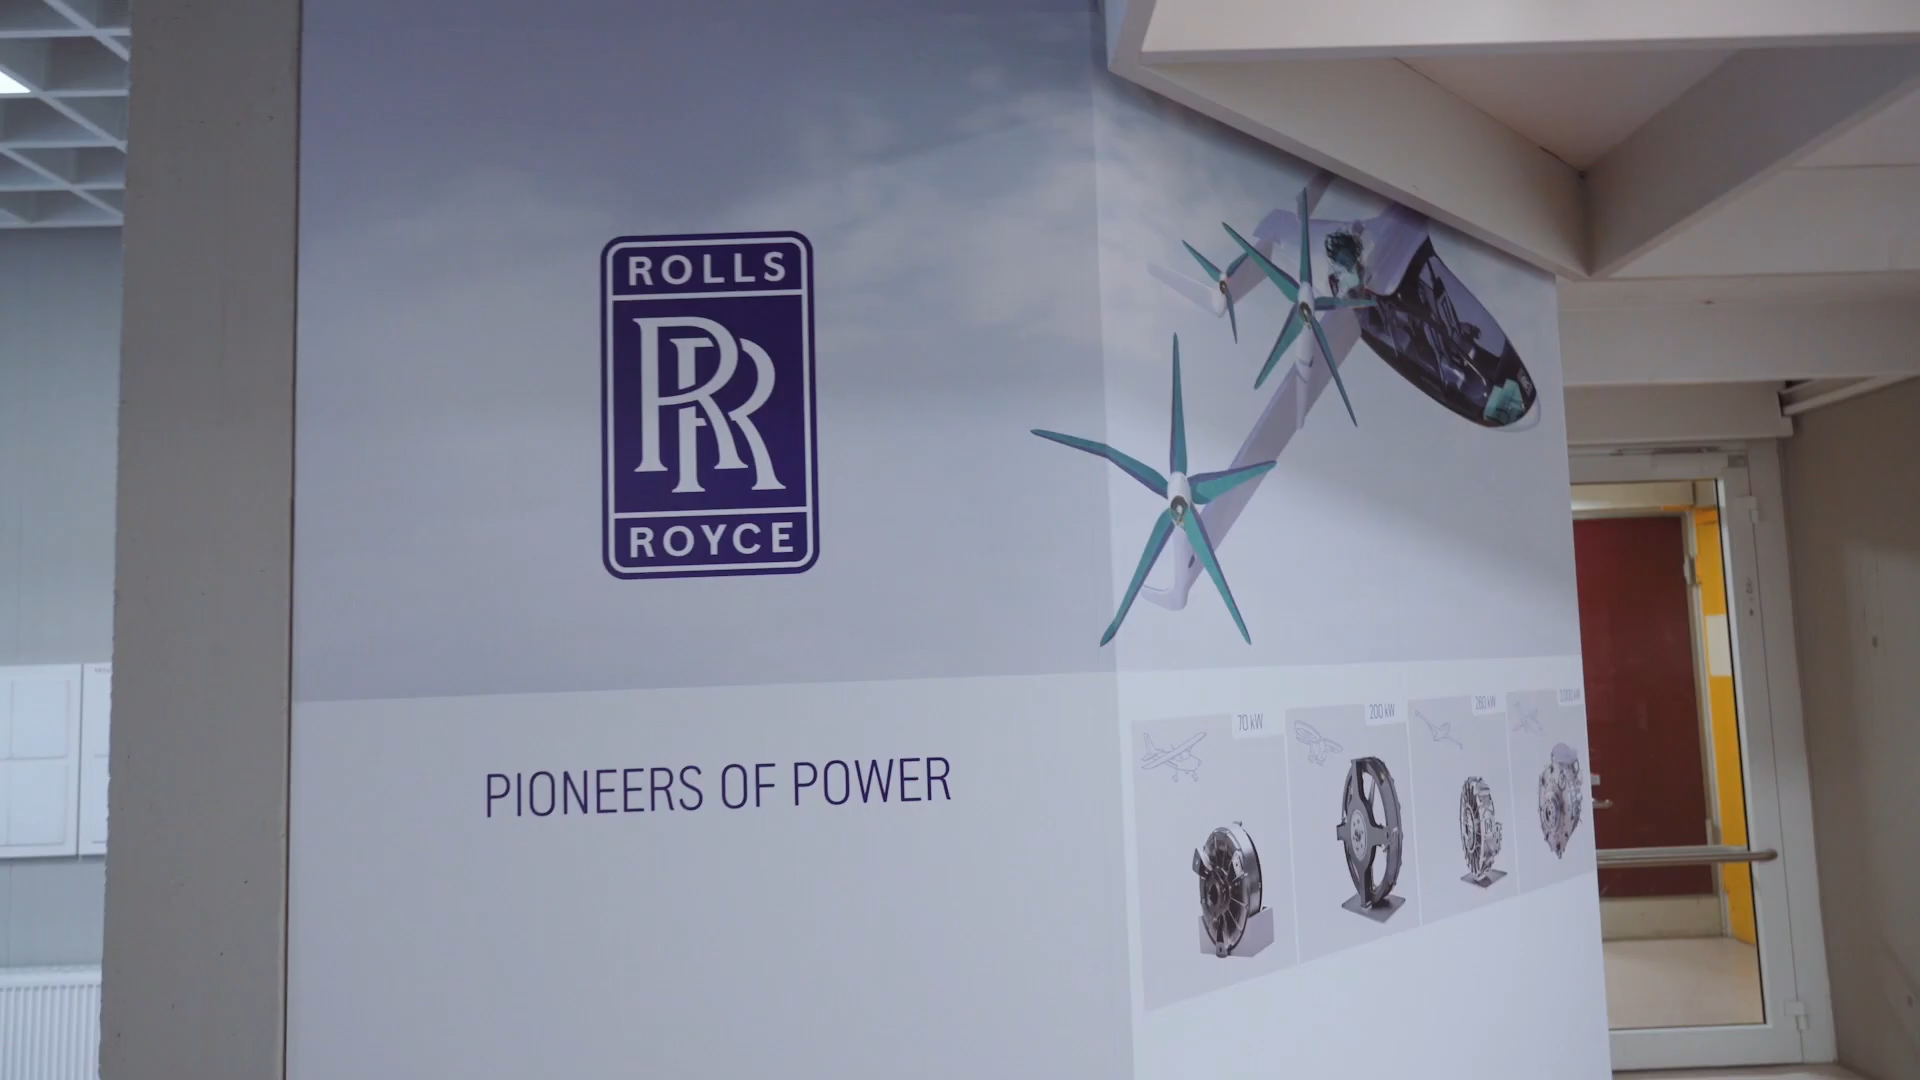 ROLLS
RR
ROYCE
PIONEERS OF POWER
70 kW
200 kW
260 kW